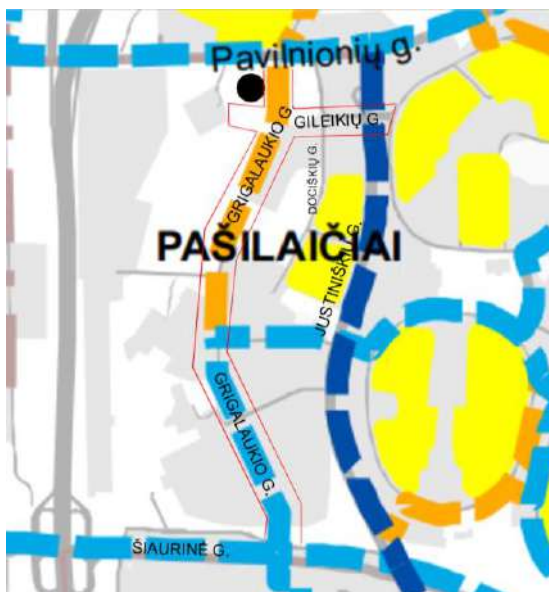 Pavilnionių g.
GRIGALAUKIO G.
GILEIKIŲ G.
DOCIŠKIŲ G.
PAŠILAIČIAI
JUSTINIŠKIŲ G.
GRIGALAUKIO G.
ŠIAURINĖ G.